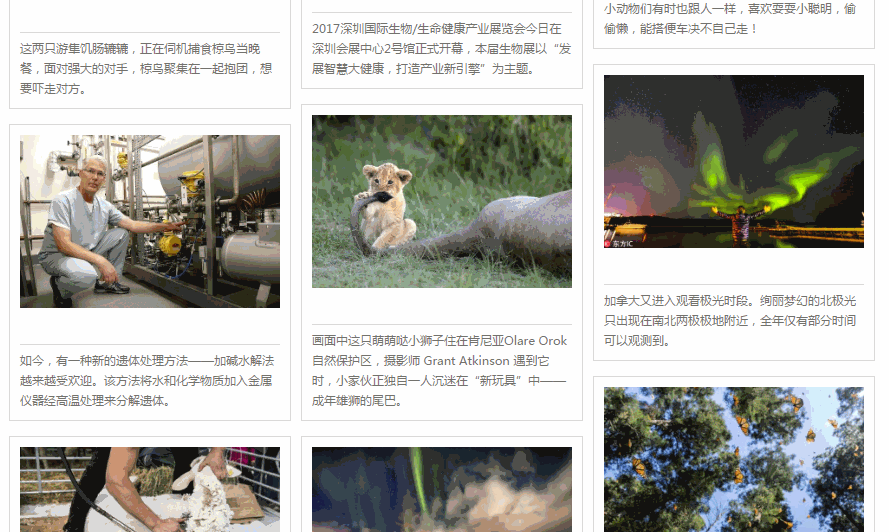 这两只游隼饥肠辘辘，正在伺机捕食椋鸟当晚
餐，面对强大的对手，椋鸟聚集在一起抱团，想
要吓走对方。
如今，有一种新的遗体处理方法——加碱水解法
越来越受欢迎。该方法将水和化学物质加入金属
仪器经高温处理来分解遗体。
2017深圳国际生物/生命健康产业展览会今日在
深圳会展中心2号馆正式开幕，本届生物展以“发
展智慧大健康，打造产业新引擎”为主题。
画面中这只萌萌哒小狮子住在肯尼亚Olare Orok
自然保护区，摄影师 Grant Atkinson 遇到它
时，小家伙正独自一人沉迷在“新玩具”中——
成年雄狮的尾巴。
小动物们有时也跟人一样，喜欢耍耍小聪明，偷
偷懒，能搭便车决不自己走！
东方IC
加拿大又进入观看极光时段。绚丽梦幻的北极光
只出现在南北两极极地附近，全年仅有部分时间
可以观测到。